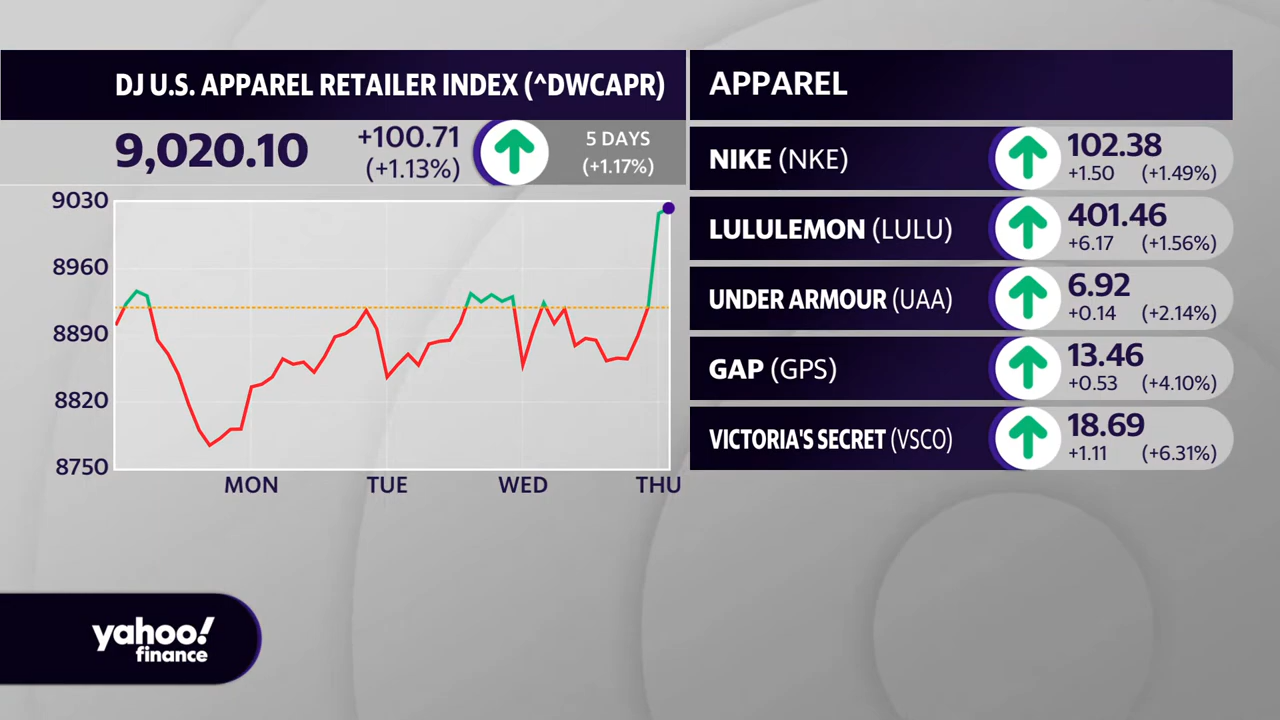 DJ U.S. APPAREL RETAILER INDEX (^DWCAPR)
9,020.10
+100.71
(+1.13%)
5 DAYS
(+1.17%)
9030
8960
8890
8820
8750
MON TUE WED THU
APPAREL
NIKE (NKE)
102.38
+1.50 (+1.49%)
LULULEMON (LULU)
401.46
+6.17 (+1.56%)
UNDER ARMOUR (UAA)
6.92
+0.14 (+2.14%)
GAP (GPS)
13.46
+0.53 (+4.10%)
VICTORIA'S SECRET (VSCO)
18.69
+1.11 (+6.31%)
yahoo!
finance